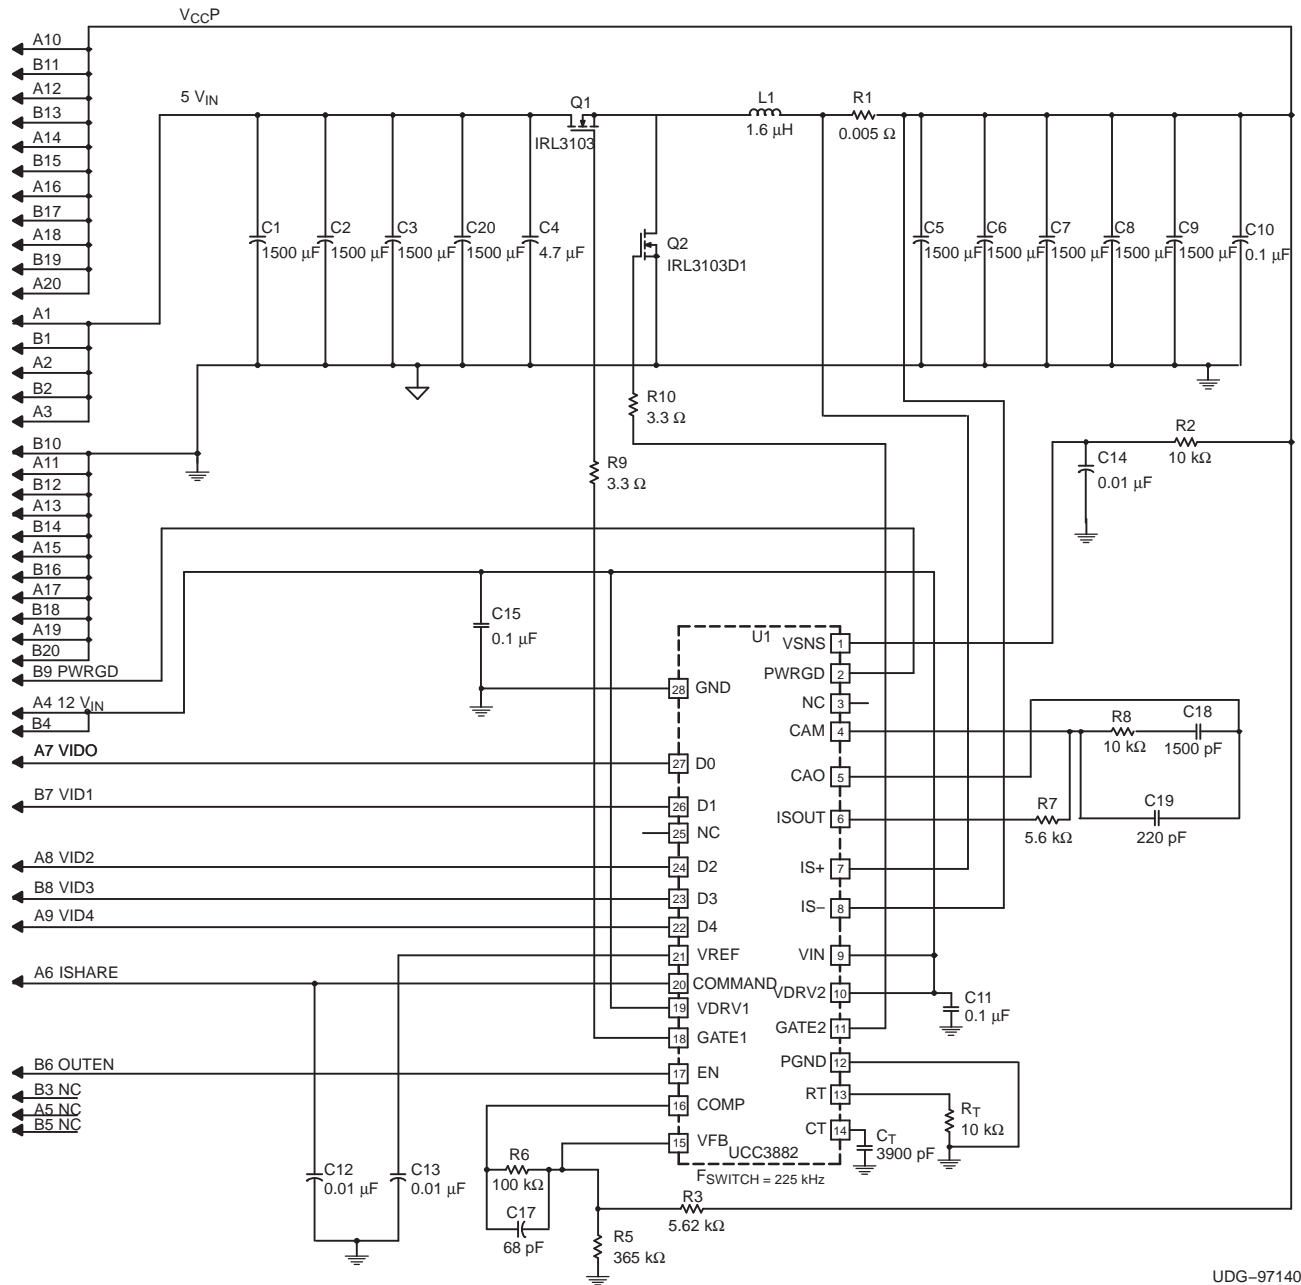 VCCP
A10
B11
A12
B13
A14
B15
A16
B17
A18
B19
A20
A1
B1
A2
B2
A3
B10
A11
B12
A13
B14
A15
B16
A17
B18
A19
B20
B9 PWRGD
A4 12 VIN
B4
A7 VIDO
B7 VID1
A8 VID2
B8 VID3
A9 VID4
A6 ISHARE
B6 OUTEN
B3 NC
A5 NC
B5 NC
5 VIN
Q1
IRL3103
L1
1.6 μH
R1
0.005 Ω
C1
1500 μF
C2
1500 μF
C3
1500 μF
C20
1500 μF
C4
4.7 μF
Q2
IRL3103D1
C5
1500 μF
C6
1500 μF
C7
1500 μF
C8
1500 μF
C9
1500 μF
C10
0.1 μF
R10
3.3 Ω
R9
3.3 Ω
R2
10 kΩ
C14
0.01 μF
C15
0.1 μF
U1
VSNS 1
PWRGD 2
NC 3
CAM 4
CAO 5
ISOUT 6
IS+ 7
IS– 8
VIN 9
VDRV2 10
GATE2 11
PGND 12
RT 13
CT 14
28 GND
27 D0
26 D1
25 NC
24 D2
23 D3
22 D4
21 VREF
20 COMMAND
19 VDRV1
18 GATE1
17 EN
16 COMP
15 VFB
UCC3882
FSWITCH = 225 kHz
R8
10 kΩ
C18
1500 pF
C19
220 pF
R7
5.6 kΩ
C11
0.1 μF
RT
10 kΩ
CT
3900 pF
C12
0.01 μF
C13
0.01 μF
R6
100 kΩ
C17
68 pF
R3
5.62 kΩ
R5
365 kΩ
UDG–97140